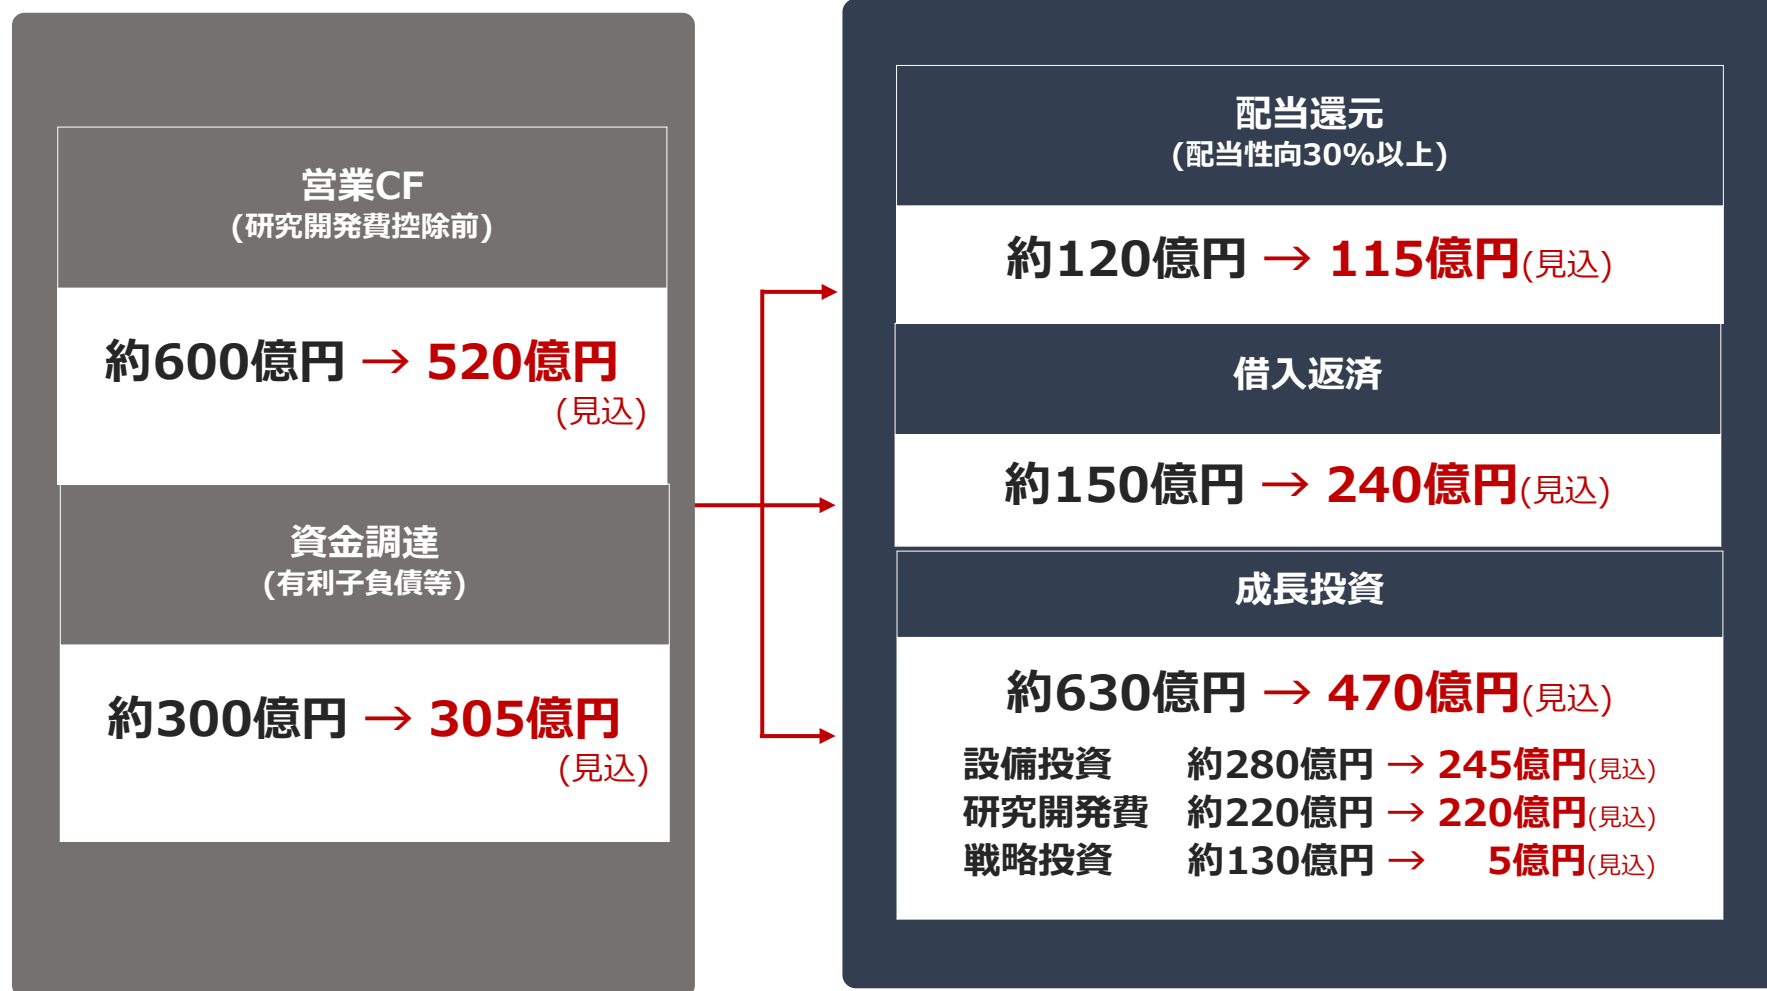 営業CF
(研究開発費控除前)
約600億円 → 520億円
(見込)
資金調達
(有利子負債等)
約300億円 → 305億円
(見込)
配当還元
(配当性向30%以上)
約120億円 → 115億円(見込)
借入返済
約150億円 → 240億円(見込)
成長投資
約630億円 → 470億円(見込)
設備投資 約280億円 → 245億円(見込)
研究開発費 約220億円 → 220億円(見込)
戦略投資 約130億円 → 5億円(見込)